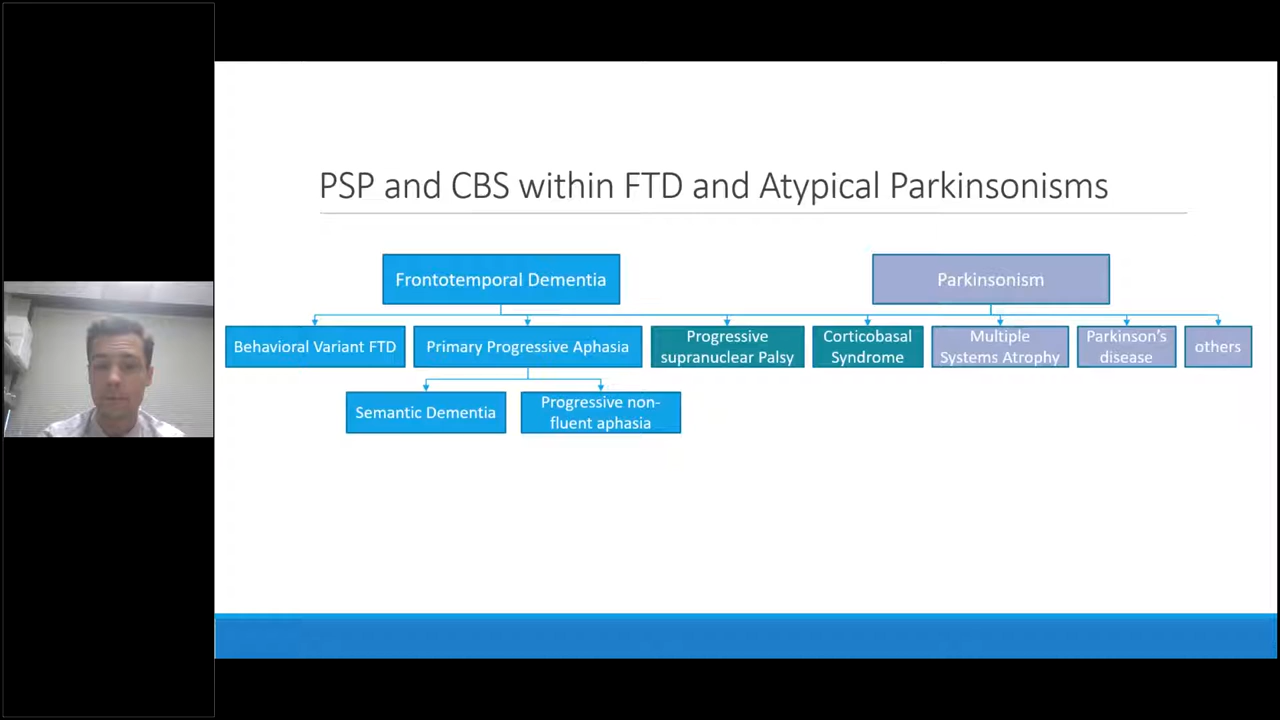 PSP and CBS within FTD and Atypical Parkinsonisms
Frontotemporal Dementia
Parkinsonism
Behavioral Variant FTD
Primary Progressive Aphasia
Progressive
supranuclear Palsy
Corticobasal
Syndrome
Multiple
Systems Atrophy
Parkinson's
disease
others
Semantic Dementia
Progressive non-
fluent aphasia